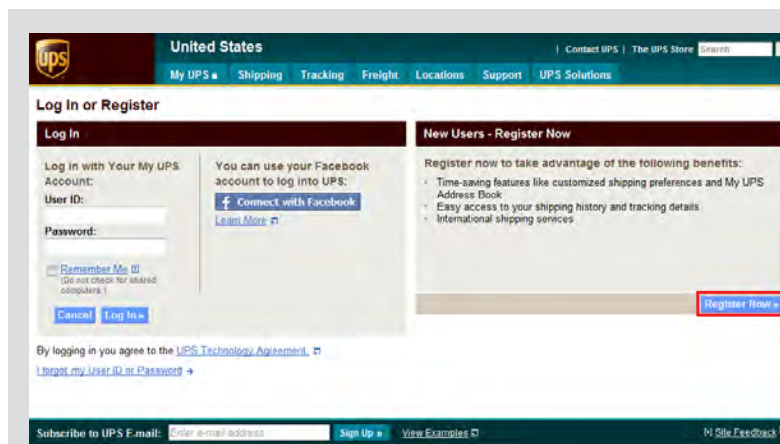 ups
United States
Contact UPS | The UPS Store Search
My UPS Shipping Tracking Freight Locations Support UPS Solutions
Log In or Register
Log In
Log in with Your My UPS
Account:
User ID:
Password:
Remember Me
(Do not check for shared
computers.)
Cancel Log In »
You can use your Facebook
account to log into UPS:
f Connect with Facebook
Learn More
New Users - Register Now
Register now to take advantage of the following benefits:
· Time-saving features like customized shipping preferences and My UPS
Address Book
· Easy access to your shipping history and tracking details
· International shipping services
Register Now »
By logging in you agree to the UPS Technology Agreement.
I forgot my User ID or Password →
Subscribe to UPS E-mail: Enter e-mail address Sign Up » View Examples [+] Site Feedback